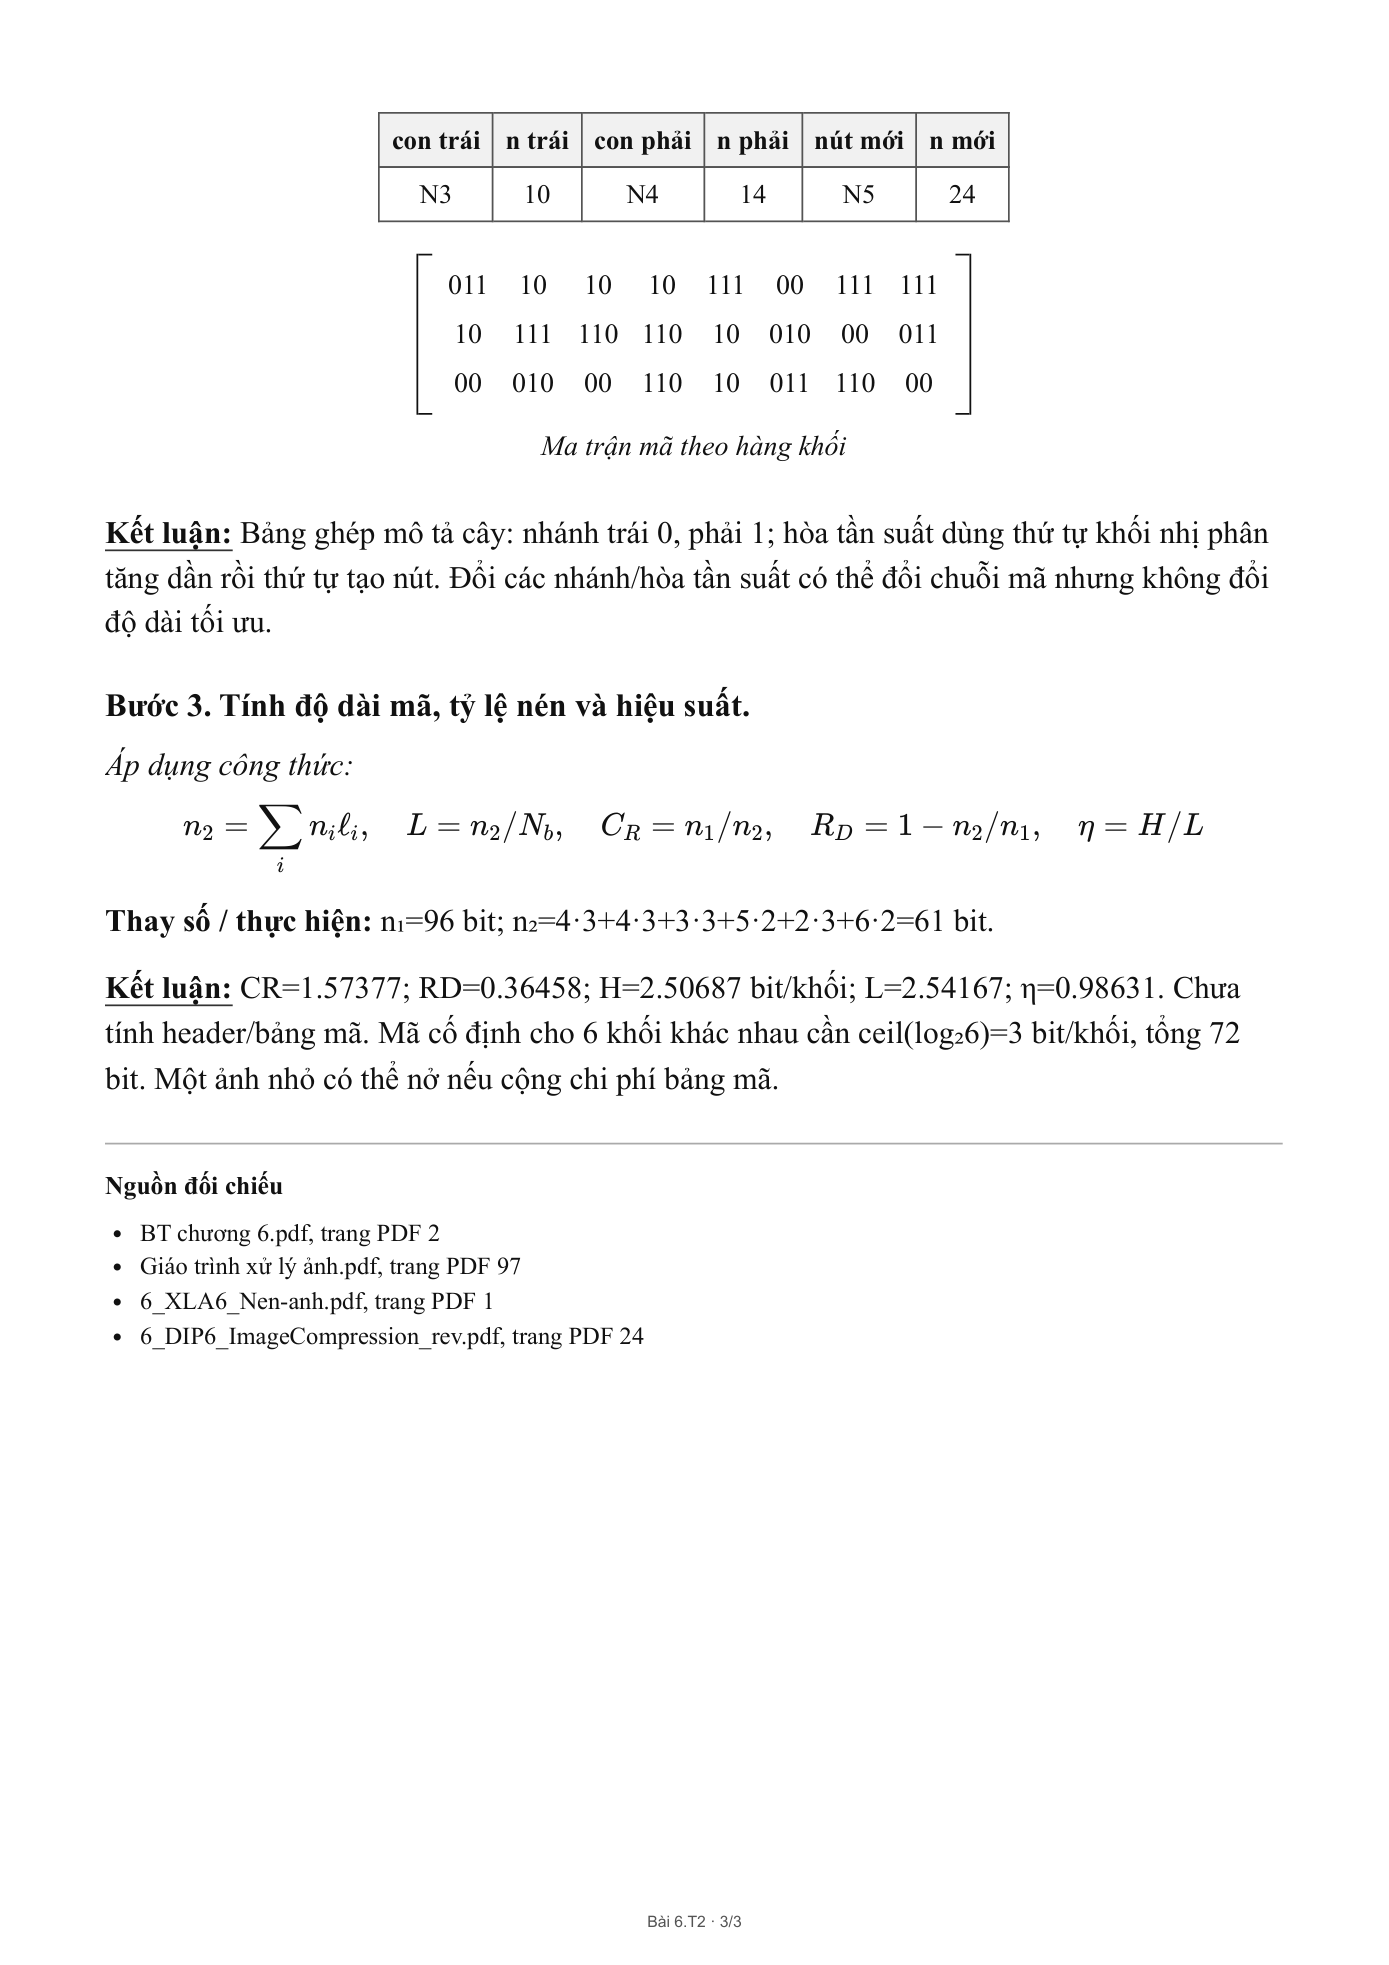 con trái n trái con phải n phải nút mới n mới
N3 10 N4 14 N5 24
011 10 10 10 111 00 111 111
10 111 110 110 10 010 00 011
00 010 00 110 10 011 110 00
Ma trận mã theo hàng khối
Kết luận: Bảng ghép mô tả cây: nhánh trái 0, phải 1; hòa tần suất dùng thứ tự khối nhị phân
tăng dần rồi thứ tự tạo nút. Đổi các nhánh/hòa tần suất có thể đổi chuỗi mã nhưng không đổi
độ dài tối ưu.
Bước 3. Tính độ dài mã, tỷ lệ nén và hiệu suất.
Áp dụng công thức:
n₂ = ∑ᵢ nᵢℓᵢ, L = n₂/N_b, C_R = n₁/n₂, R_D = 1 − n₂/n₁, η = H/L
Thay số / thực hiện: n₁=96 bit; n₂=4·3+4·3+3·3+5·2+2·3+6·2=61 bit.
Kết luận: CR=1.57377; RD=0.36458; H=2.50687 bit/khối; L=2.54167; η=0.98631. Chưa
tính header/bảng mã. Mã cố định cho 6 khối khác nhau cần ceil(log₂6)=3 bit/khối, tổng 72
bit. Một ảnh nhỏ có thể nở nếu cộng chi phí bảng mã.
Nguồn đối chiếu
• BT chương 6.pdf, trang PDF 2
• Giáo trình xử lý ảnh.pdf, trang PDF 97
• 6_XLA6_Nen-anh.pdf, trang PDF 1
• 6_DIP6_ImageCompression_rev.pdf, trang PDF 24
Bài 6.T2 · 3/3